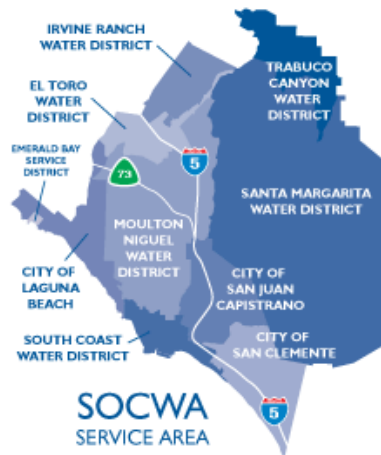 IRVINE RANCH
WATER DISTRICT
TRABUCO
CANYON
WATER
DISTRICT
EL TORO
WATER
DISTRICT
EMERALD BAY
SERVICE
DISTRICT
5
73
SANTA MARGARITA
WATER DISTRICT
MOULTON
NIGUEL
WATER
DISTRICT
CITY OF
LAGUNA
BEACH
CITY OF
SAN JUAN
CAPISTRANO
SOUTH COAST
WATER DISTRICT
CITY OF
SAN CLEMENTE
5
SOCWA
SERVICE AREA